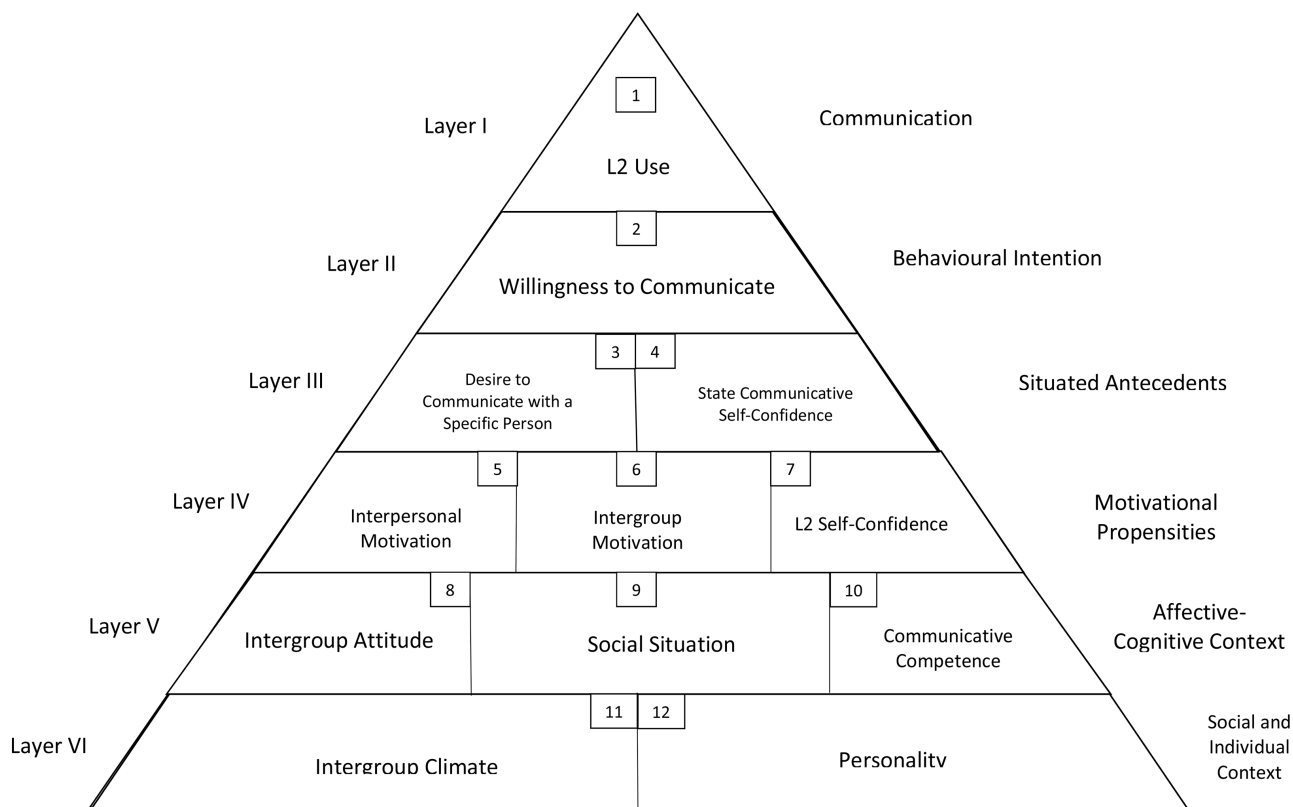 1
Layer I
Communication
L2 Use
2
Layer II
Behavioural Intention
Willingness to Communicate
3
4
Layer III
Situated Antecedents
Desire to
Communicate with a
Specific Person
State Communicative
Self-Confidence
5
6
7
Layer IV
Motivational
Propensities
Interpersonal
Motivation
Intergroup
Motivation
L2 Self-Confidence
8
9
10
Layer V
Affective-
Cognitive Context
Intergroup Attitude
Social Situation
Communicative
Competence
11
12
Layer VI
Social and
Individual
Context
Intergroup Climate
Personality